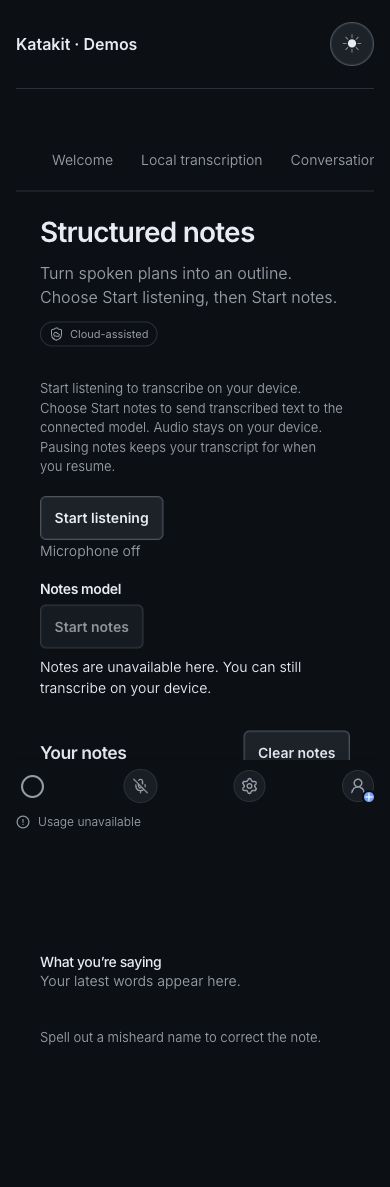 Katakit · Demos
Welcome Local transcription Conversation
Structured notes
Turn spoken plans into an outline.
Choose Start listening, then Start notes.
Cloud-assisted
Start listening to transcribe on your device.
Choose Start notes to send transcribed text to the
connected model. Audio stays on your device.
Pausing notes keeps your transcript for when
you resume.
Start listening
Microphone off
Notes model
Start notes
Notes are unavailable here. You can still
transcribe on your device.
Your notes Clear notes
Usage unavailable
What you’re saying
Your latest words appear here.
Spell out a misheard name to correct the note.